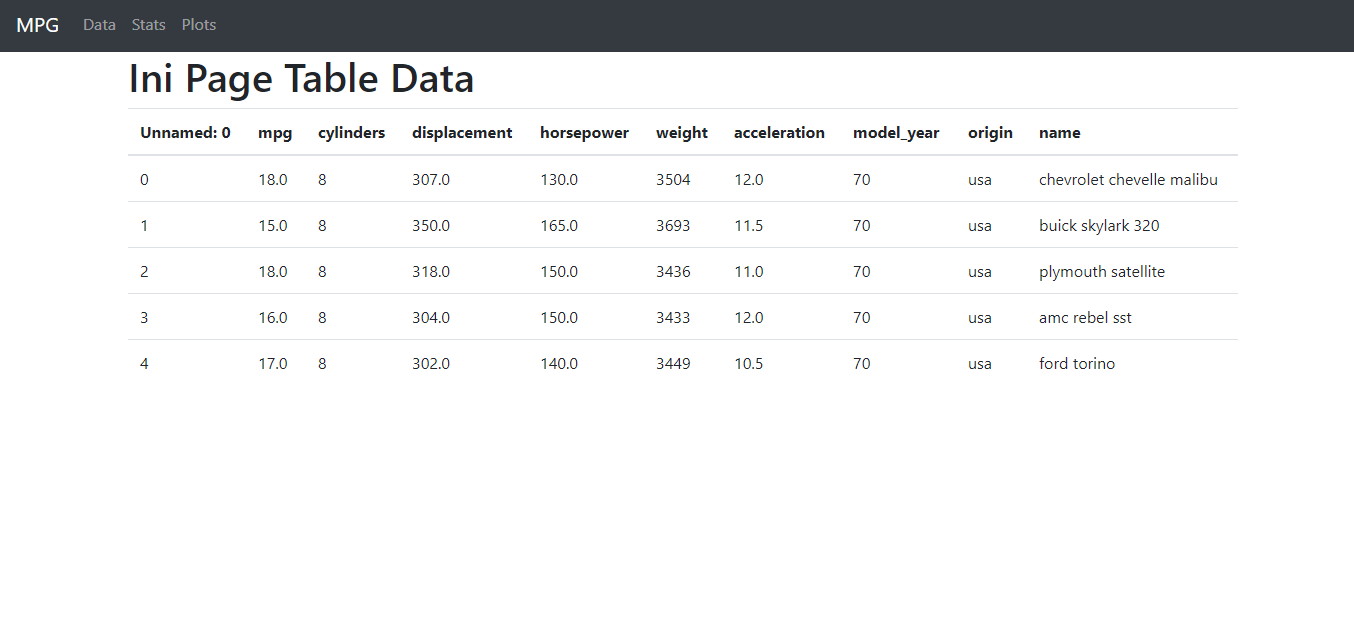 MPG Data Stats Plots
Ini Page Table Data
Unnamed: 0 mpg cylinders displacement horsepower weight acceleration model_year origin name
0 18.0 8 307.0 130.0 3504 12.0 70 usa chevrolet chevelle malibu
1 15.0 8 350.0 165.0 3693 11.5 70 usa buick skylark 320
2 18.0 8 318.0 150.0 3436 11.0 70 usa plymouth satellite
3 16.0 8 304.0 150.0 3433 12.0 70 usa amc rebel sst
4 17.0 8 302.0 140.0 3449 10.5 70 usa ford torino